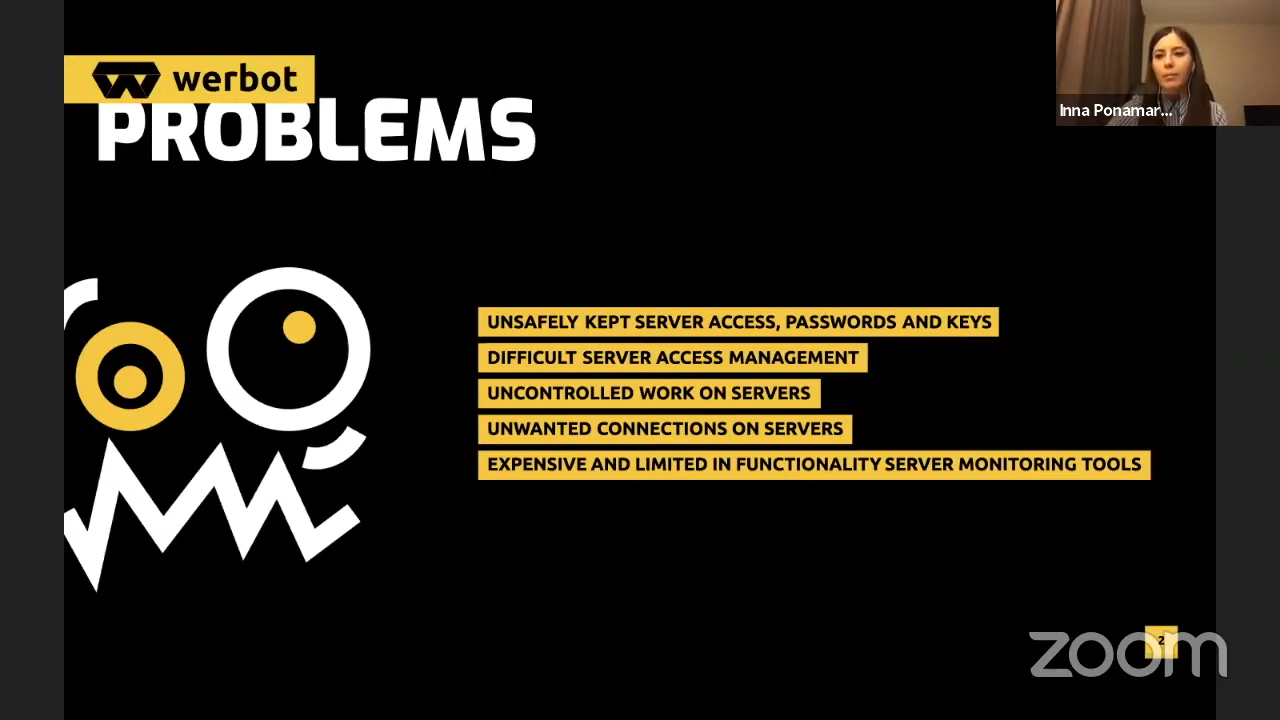 werbot
PROBLEMS
Inna Ponamar...
UNSAFELY KEPT SERVER ACCESS, PASSWORDS AND KEYS
DIFFICULT SERVER ACCESS MANAGEMENT
UNCONTROLLED WORK ON SERVERS
UNWANTED CONNECTIONS ON SERVERS
EXPENSIVE AND LIMITED IN FUNCTIONALITY SERVER MONITORING TOOLS
2
zoom